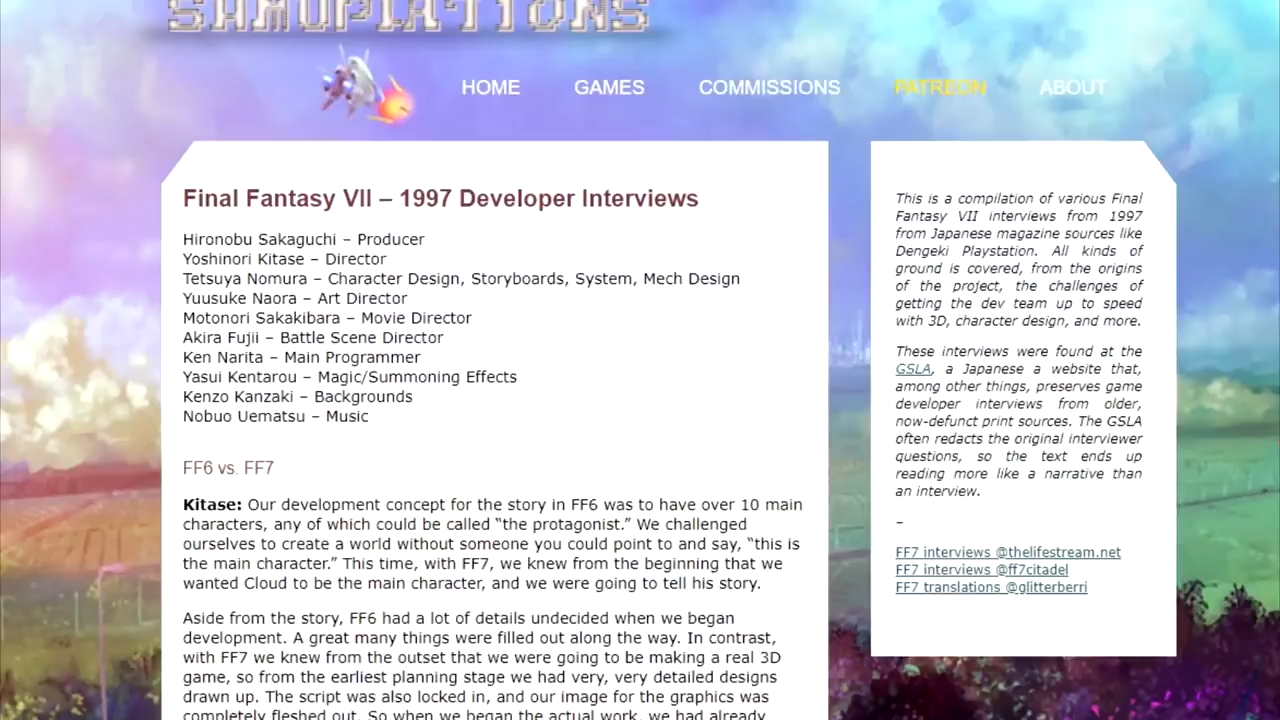 SHMUPLATIONS
HOME GAMES COMMISSIONS PATREON ABOUT
Final Fantasy VII – 1997 Developer Interviews
Hironobu Sakaguchi – Producer
Yoshinori Kitase – Director
Tetsuya Nomura – Character Design, Storyboards, System, Mech Design
Yuusuke Naora – Art Director
Motonori Sakakibara – Movie Director
Akira Fujii – Battle Scene Director
Ken Narita – Main Programmer
Yasui Kentarou – Magic/Summoning Effects
Kenzo Kanzaki – Backgrounds
Nobuo Uematsu – Music
FF6 vs. FF7
Kitase: Our development concept for the story in FF6 was to have over 10 main
characters, any of which could be called “the protagonist.” We challenged
ourselves to create a world without someone you could point to and say, “this is
the main character.” This time, with FF7, we knew from the beginning that we
wanted Cloud to be the main character, and we were going to tell his story.
Aside from the story, FF6 had a lot of details undecided when we began
development. A great many things were filled out along the way. In contrast,
with FF7 we knew from the outset that we were going to be making a real 3D
game, so from the earliest planning stage we had very, very detailed designs
drawn up. The script was also locked in, and our image for the graphics was
completely fleshed out. So when we began the actual work, we had already
This is a compilation of various Final
Fantasy VII interviews from 1997
from Japanese magazine sources like
Dengeki Playstation. All kinds of
ground is covered, from the origins
of the project, the challenges of
getting the dev team up to speed
with 3D, character design, and more.
These interviews were found at the
GSLA, a Japanese a website that,
among other things, preserves game
developer interviews from older,
now-defunct print sources. The GSLA
often redacts the original interviewer
questions, so the text ends up
reading more like a narrative than
an interview.
–
FF7 interviews @thelifestream.net
FF7 interviews @ff7citadel
FF7 translations @glitterberri